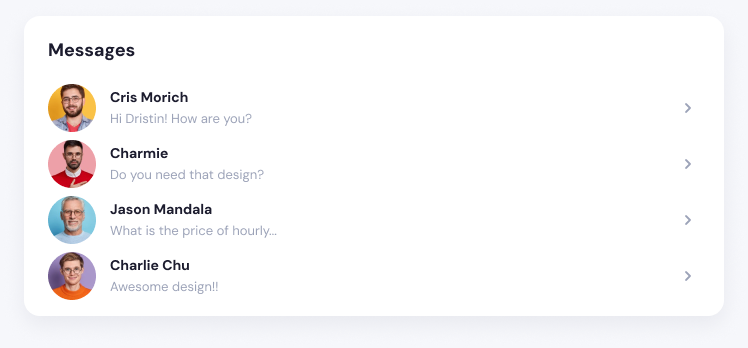 Messages
Cris Morich
Hi Dristin! How are you?
Charmie
Do you need that design?
Jason Mandala
What is the price of hourly...
Charlie Chu
Awesome design!!